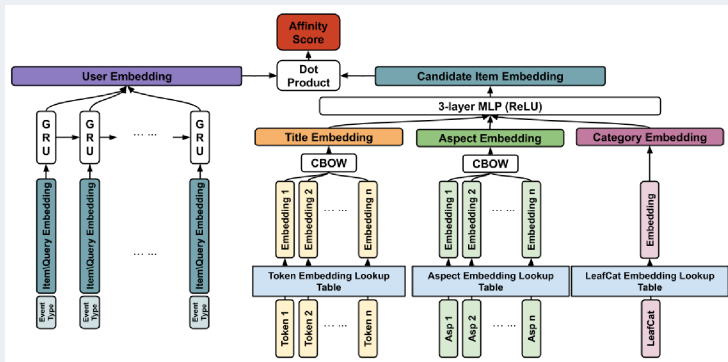 Affinity
Score
User Embedding
Dot
Product
Candidate Item Embedding
3-layer MLP (ReLU)
GRU
GRU
... ...
GRU
Title Embedding
Aspect Embedding
Category Embedding
CBOW
CBOW
Item\Query Embedding
Item\Query Embedding
... ...
Item\Query Embedding
Embedding 1
Embedding 2
... ...
Embedding n
Embedding 1
Embedding 2
... ...
Embedding n
Embedding
Token Embedding Lookup
Table
Aspect Embedding Lookup
Table
LeafCat Embedding Lookup
Table
Event
Type
Event
Type
Event
Type
Token 1
Token 2
... ...
Token n
Asp 1
Asp 2
... ...
Asp n
LeafCat